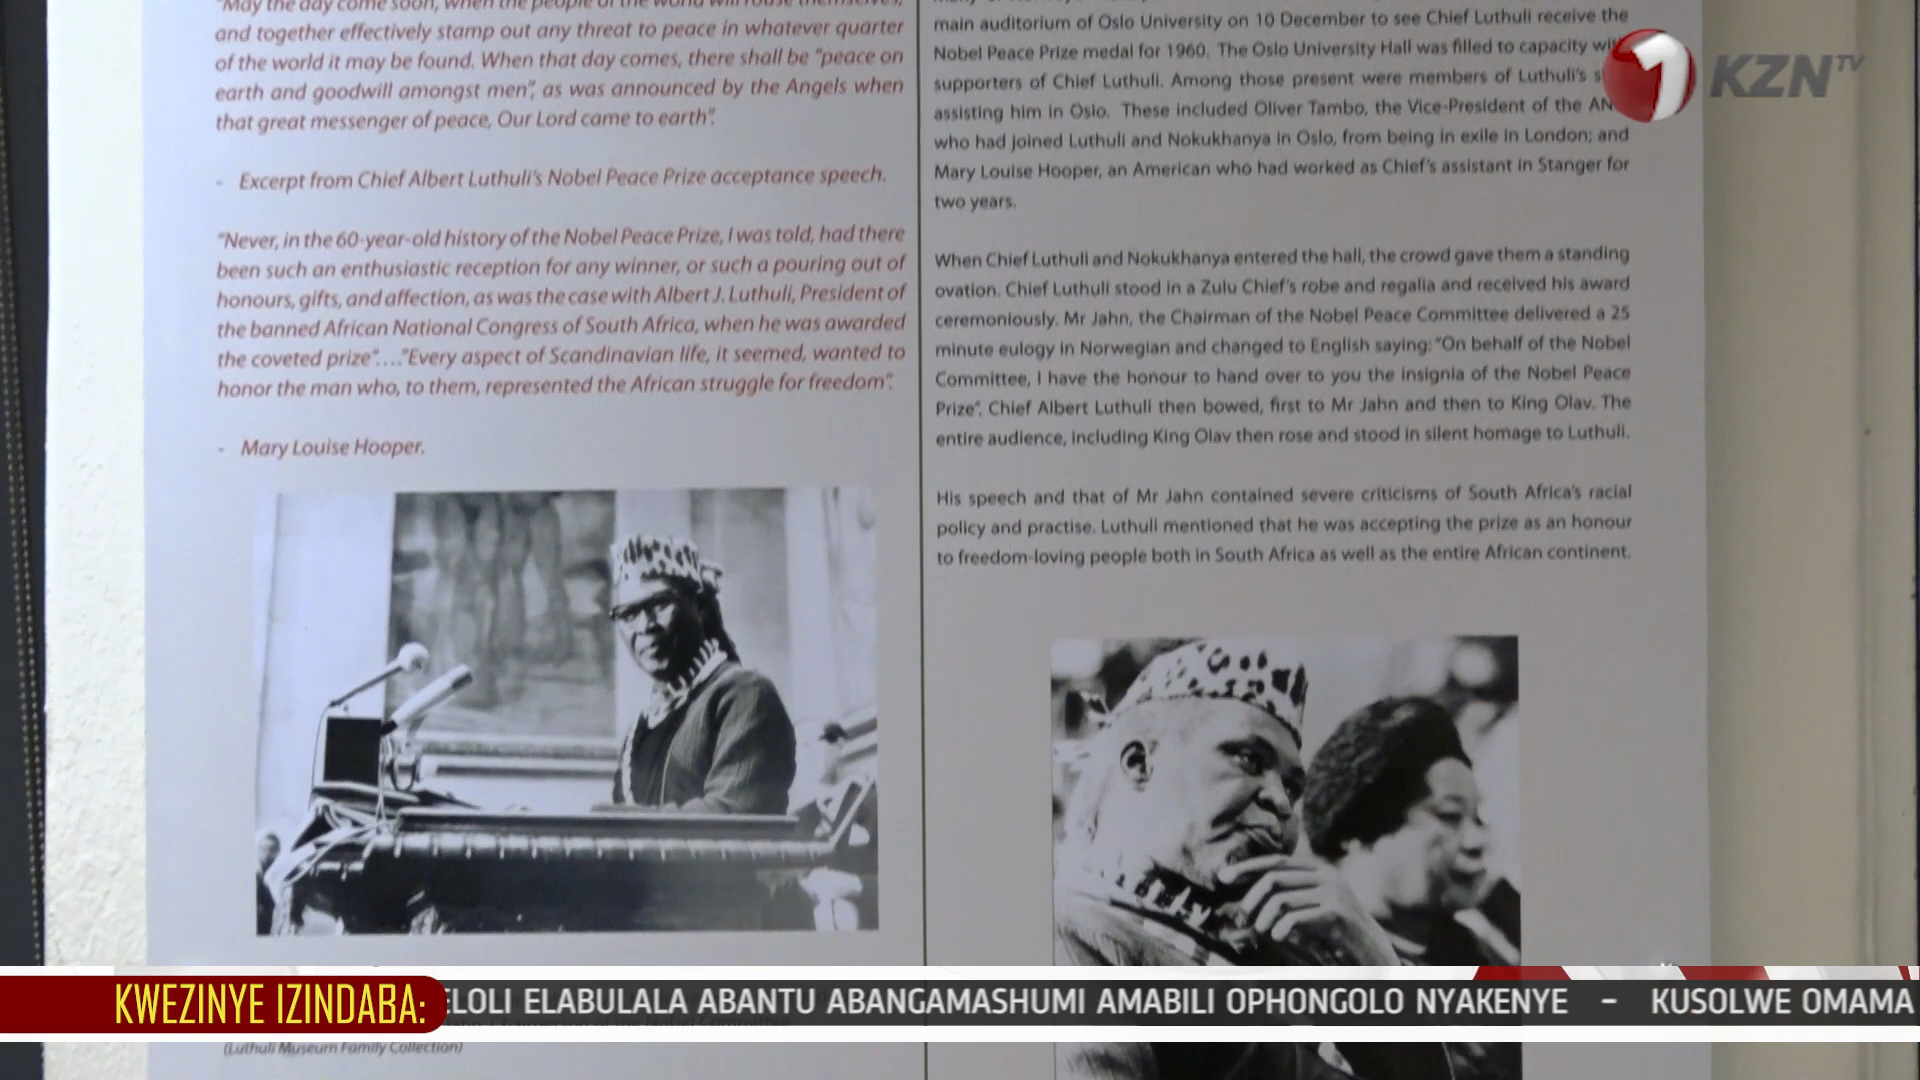 "May the day come soon, when the people of the world will rouse themselves,
and together effectively stamp out any threat to peace in whatever quarter
of the world it may be found. When that day comes, there shall be "peace on
earth and goodwill amongst men", as was announced by the Angels when
that great messenger of peace, Our Lord came to earth".
- Excerpt from Chief Albert Luthuli's Nobel Peace Prize acceptance speech.
"Never, in the 60-year-old history of the Nobel Peace Prize, I was told, had there
been such an enthusiastic reception for any winner, or such a pouring out of
honours, gifts, and affection, as was the case with Albert J. Luthuli, President of
the banned African National Congress of South Africa, when he was awarded
the coveted prize"...."Every aspect of Scandinavian life, it seemed, wanted to
honor the man who, to them, represented the African struggle for freedom".
- Mary Louise Hooper.
(Luthuli Museum Family Collection)
main auditorium of Oslo University on 10 December to see Chief Luthuli receive the
Nobel Peace Prize medal for 1960. The Oslo University Hall was filled to capacity
supporters of Chief Luthuli. Among those present were members of Luthuli's
assisting him in Oslo. These included Oliver Tambo, the Vice-President of the
who had joined Luthuli and Nokukhanya in Oslo, from being in exile in London; and
Mary Louise Hooper, an American who had worked as Chief's assistant in Stanger for
two years.
When Chief Luthuli and Nokukhanya entered the hall, the crowd gave them a standing
ovation. Chief Luthuli stood in a Zulu Chief's robe and regalia and received his award
ceremoniously. Mr Jahn, the Chairman of the Nobel Peace Committee delivered a 25
minute eulogy in Norwegian and changed to English saying: "On behalf of the Nobel
Committee, I have the honour to hand over to you the insignia of the Nobel Peace
Prize". Chief Albert Luthuli then bowed, first to Mr Jahn and then to King Olav. The
entire audience, including King Olav then rose and stood in silent homage to Luthuli.
His speech and that of Mr Jahn contained severe criticisms of South Africa's racial
policy and practise. Luthuli mentioned that he was accepting the prize as an honour
to freedom-loving people both in South Africa as well as the entire African continent.
1 KZN TV
KWEZINYE IZINDABA: ELOLI ELABULALA ABANTU ABANGAMASHUMI AMABILI OPHONGOLO NYAKENYE – KUSOLWE OMAMA